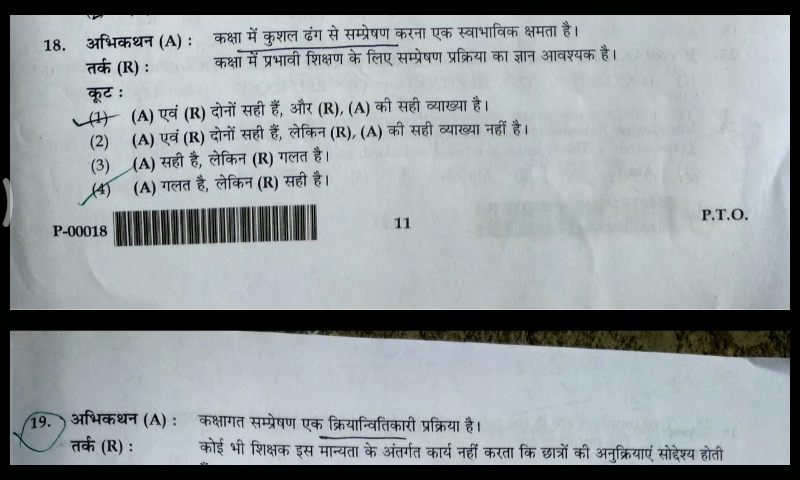 18. अभिकथन (A) : कक्षा में कुशल ढंग से सम्प्रेषण करना एक स्वाभाविक क्षमता है।
तर्क (R) : कक्षा में प्रभावी शिक्षण के लिए सम्प्रेषण प्रक्रिया का ज्ञान आवश्यक है।
कूट :
(1) (A) एवं (R) दोनों सही हैं, और (R), (A) की सही व्याख्या है।
(2) (A) एवं (R) दोनों सही हैं, लेकिन (R), (A) की सही व्याख्या नहीं है।
(3) (A) सही है, लेकिन (R) गलत है।
(4) (A) गलत है, लेकिन (R) सही है।
P-00018 11 P.T.O.
19. अभिकथन (A) : कक्षागत सम्प्रेषण एक क्रियान्वितिकारी प्रक्रिया है।
तर्क (R) : कोई भी शिक्षक इस मान्यता के अंतर्गत कार्य नहीं करता कि छात्रों की अनुक्रियाएं सोद्देश्य होती